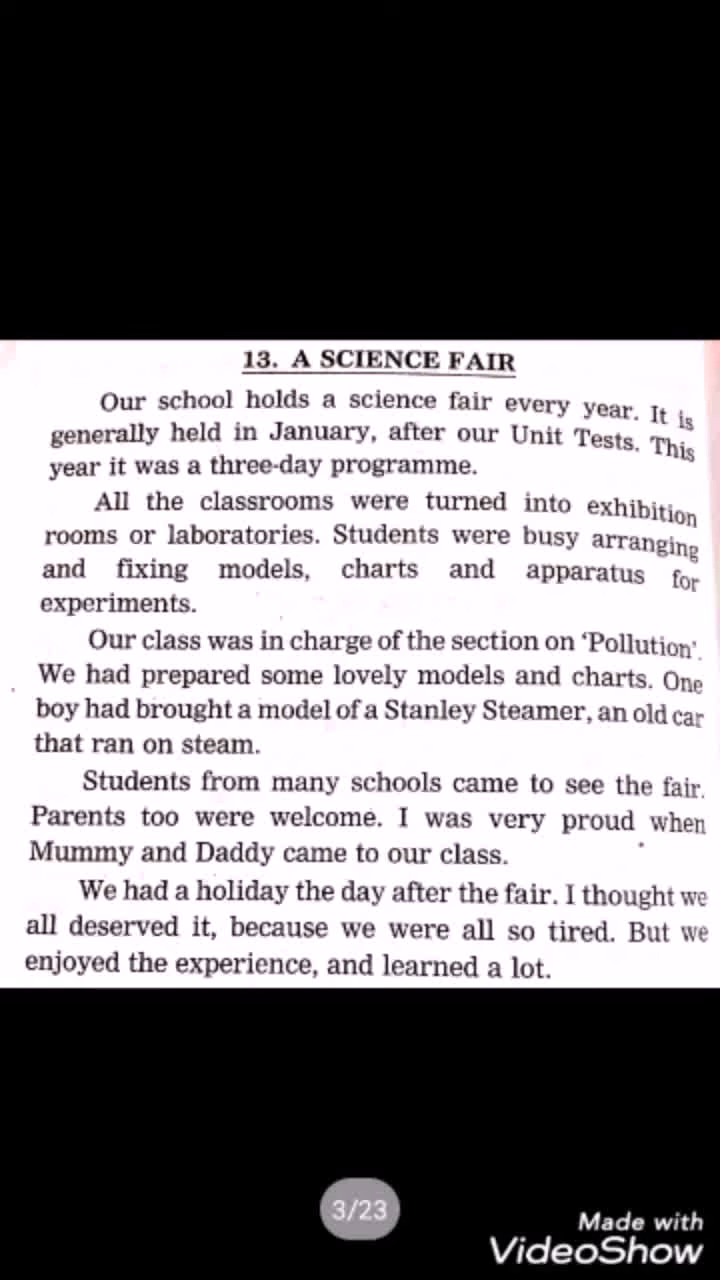 13. A SCIENCE FAIR
Our school holds a science fair every year. It is
generally held in January, after our Unit Tests. This
year it was a three-day programme.
All the classrooms were turned into exhibition
rooms or laboratories. Students were busy arranging
and fixing models, charts and apparatus for
experiments.
Our class was in charge of the section on 'Pollution'.
We had prepared some lovely models and charts. One
boy had brought a model of a Stanley Steamer, an old car
that ran on steam.
Students from many schools came to see the fair.
Parents too were welcome. I was very proud when
Mummy and Daddy came to our class.
We had a holiday the day after the fair. I thought we
all deserved it, because we were all so tired. But we
enjoyed the experience, and learned a lot.
3/23
Made with
VideoShow